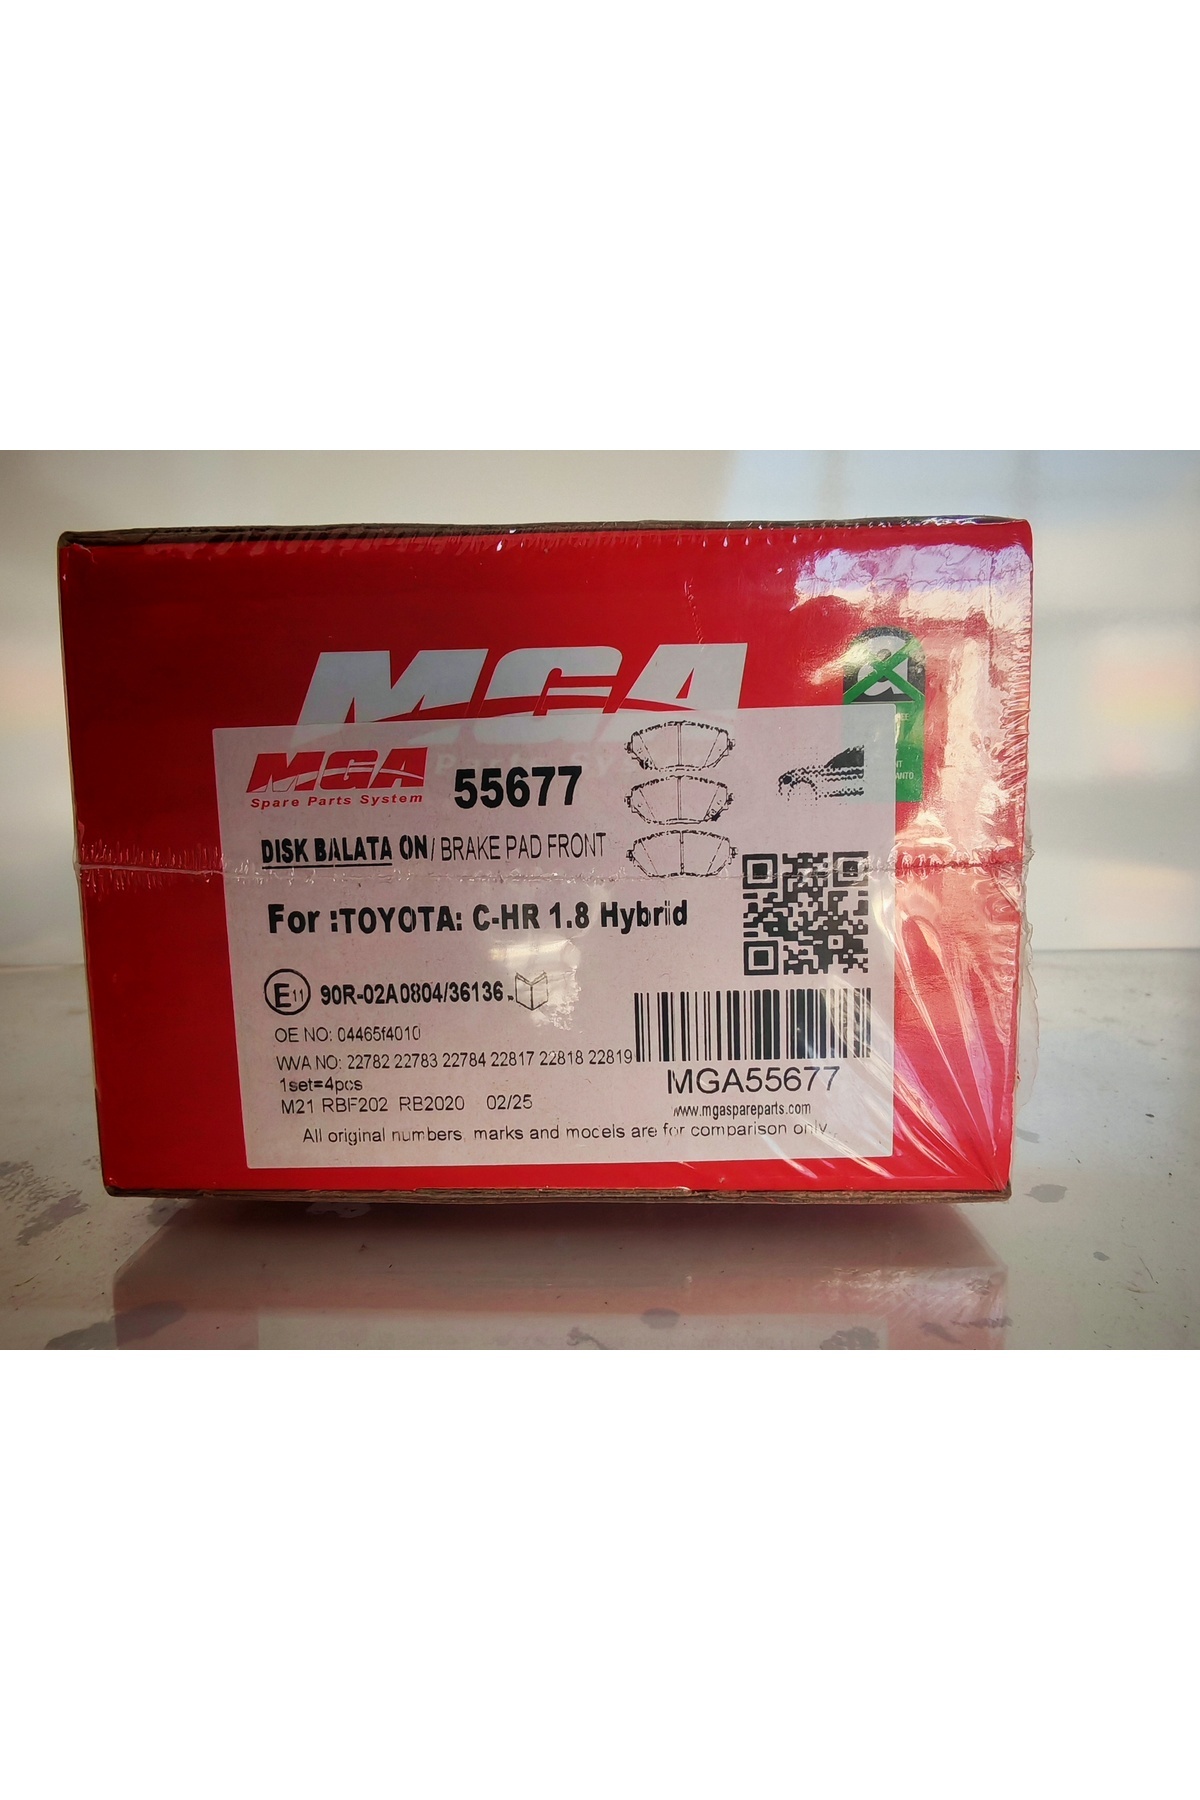 MGA
MGA
Spare Parts System
55677
DISK BALATA ON / BRAKE PAD FRONT
For :TOYOTA: C-HR 1.8 Hybrid
E11 90R-02A0804/36136
OE NO: 04465f4010
WVA NO: 22782 22783 22784 22817 22818 22819
1set=4pcs
M21 RBF202 RB2020 02/25
MGA55677
www.mgaspareparts.com
All original numbers, marks and models are for comparison only.